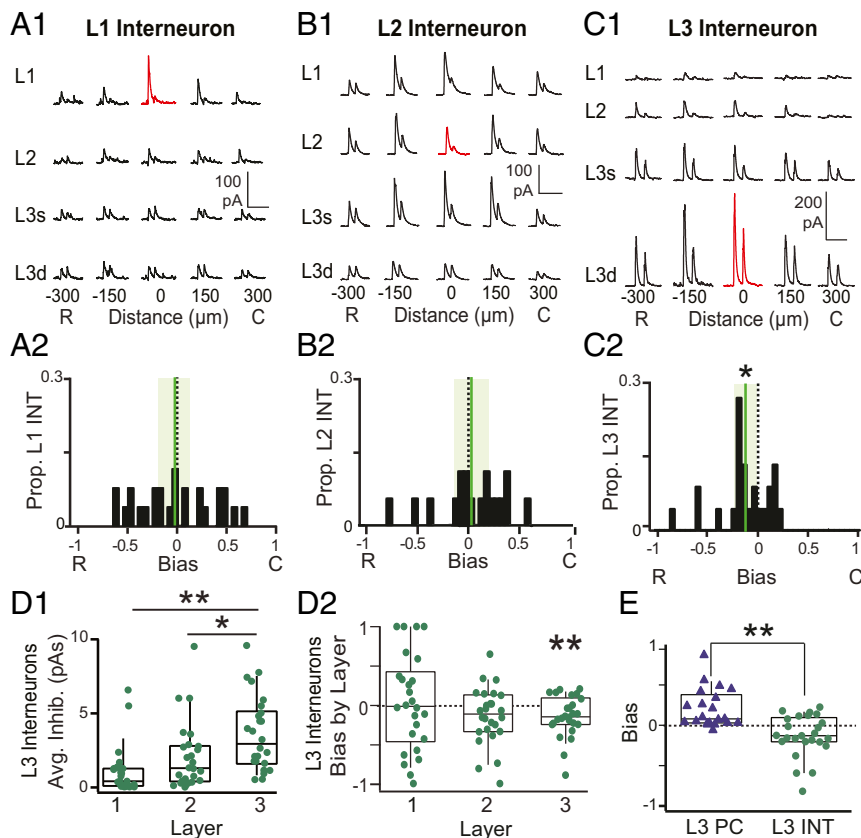 A1 L1 Interneuron
B1 L2 Interneuron
C1 L3 Interneuron
L1
L2
L3s
L3d
100
pA
-300 -150 0 150 300
R Distance (µm) C
L1
L2
L3s
L3d
100
pA
-300 -150 0 150 300
R Distance (µm) C
L1
L2
L3s
L3d
200
pA
-300 -150 0 150 300
R Distance (µm) C
A2
Prop. L1 INT
0.3
0
-1 -0.5 0 0.5 1
R Bias C
B2
Prop. L2 INT
0.3
0
-1 -0.5 0 0.5 1
R Bias C
C2
*
Prop. L3 INT
0.3
0
-1 -0.5 0 0.5 1
R Bias C
D1
**
*
L3 Interneurons
Avg. Inhib. (pAs)
10
5
0
1 2 3
Layer
D2
**
L3 Interneurons
Bias by Layer
1
0
-1
1 2 3
Layer
E
**
Bias
1
0
-1
L3 PC L3 INT